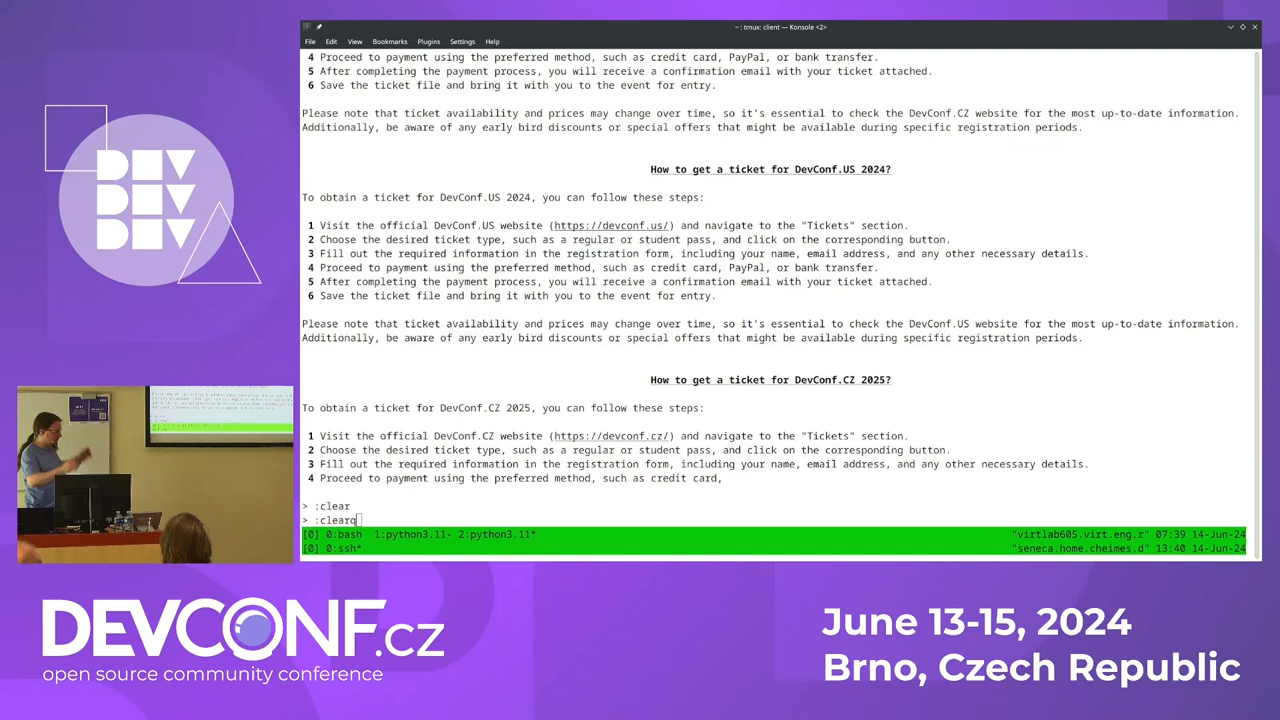 DEV
DEV
DEV
~ : tmux: client — Konsole <2>
File Edit View Bookmarks Plugins Settings Help
4 Proceed to payment using the preferred method, such as credit card, PayPal, or bank transfer.
5 After completing the payment process, you will receive a confirmation email with your ticket attached.
6 Save the ticket file and bring it with you to the event for entry.
Please note that ticket availability and prices may change over time, so it's essential to check the DevConf.CZ website for the most up-to-date information.
Additionally, be aware of any early bird discounts or special offers that might be available during specific registration periods.
How to get a ticket for DevConf.US 2024?
To obtain a ticket for DevConf.US 2024, you can follow these steps:
1 Visit the official DevConf.US website (https://devconf.us/) and navigate to the "Tickets" section.
2 Choose the desired ticket type, such as a regular or student pass, and click on the corresponding button.
3 Fill out the required information in the registration form, including your name, email address, and any other necessary details.
4 Proceed to payment using the preferred method, such as credit card, PayPal, or bank transfer.
5 After completing the payment process, you will receive a confirmation email with your ticket attached.
6 Save the ticket file and bring it with you to the event for entry.
Please note that ticket availability and prices may change over time, so it's essential to check the DevConf.US website for the most up-to-date information.
Additionally, be aware of any early bird discounts or special offers that might be available during specific registration periods.
How to get a ticket for DevConf.CZ 2025?
To obtain a ticket for DevConf.CZ 2025, you can follow these steps:
1 Visit the official DevConf.CZ website (https://devconf.cz/) and navigate to the "Tickets" section.
2 Choose the desired ticket type, such as a regular or student pass, and click on the corresponding button.
3 Fill out the required information in the registration form, including your name, email address, and any other necessary details.
4 Proceed to payment using the preferred method, such as credit card,
> :clear
> :clearq
[0] 0:bash 1:python3.11- 2:python3.11* "virtlab605.virt.eng.r" 07:39 14-Jun-24
[0] 0:ssh* "seneca.home.cheimes.d" 13:40 14-Jun-24
DEVCONF.cz
open source community conference
June 13-15, 2024
Brno, Czech Republic